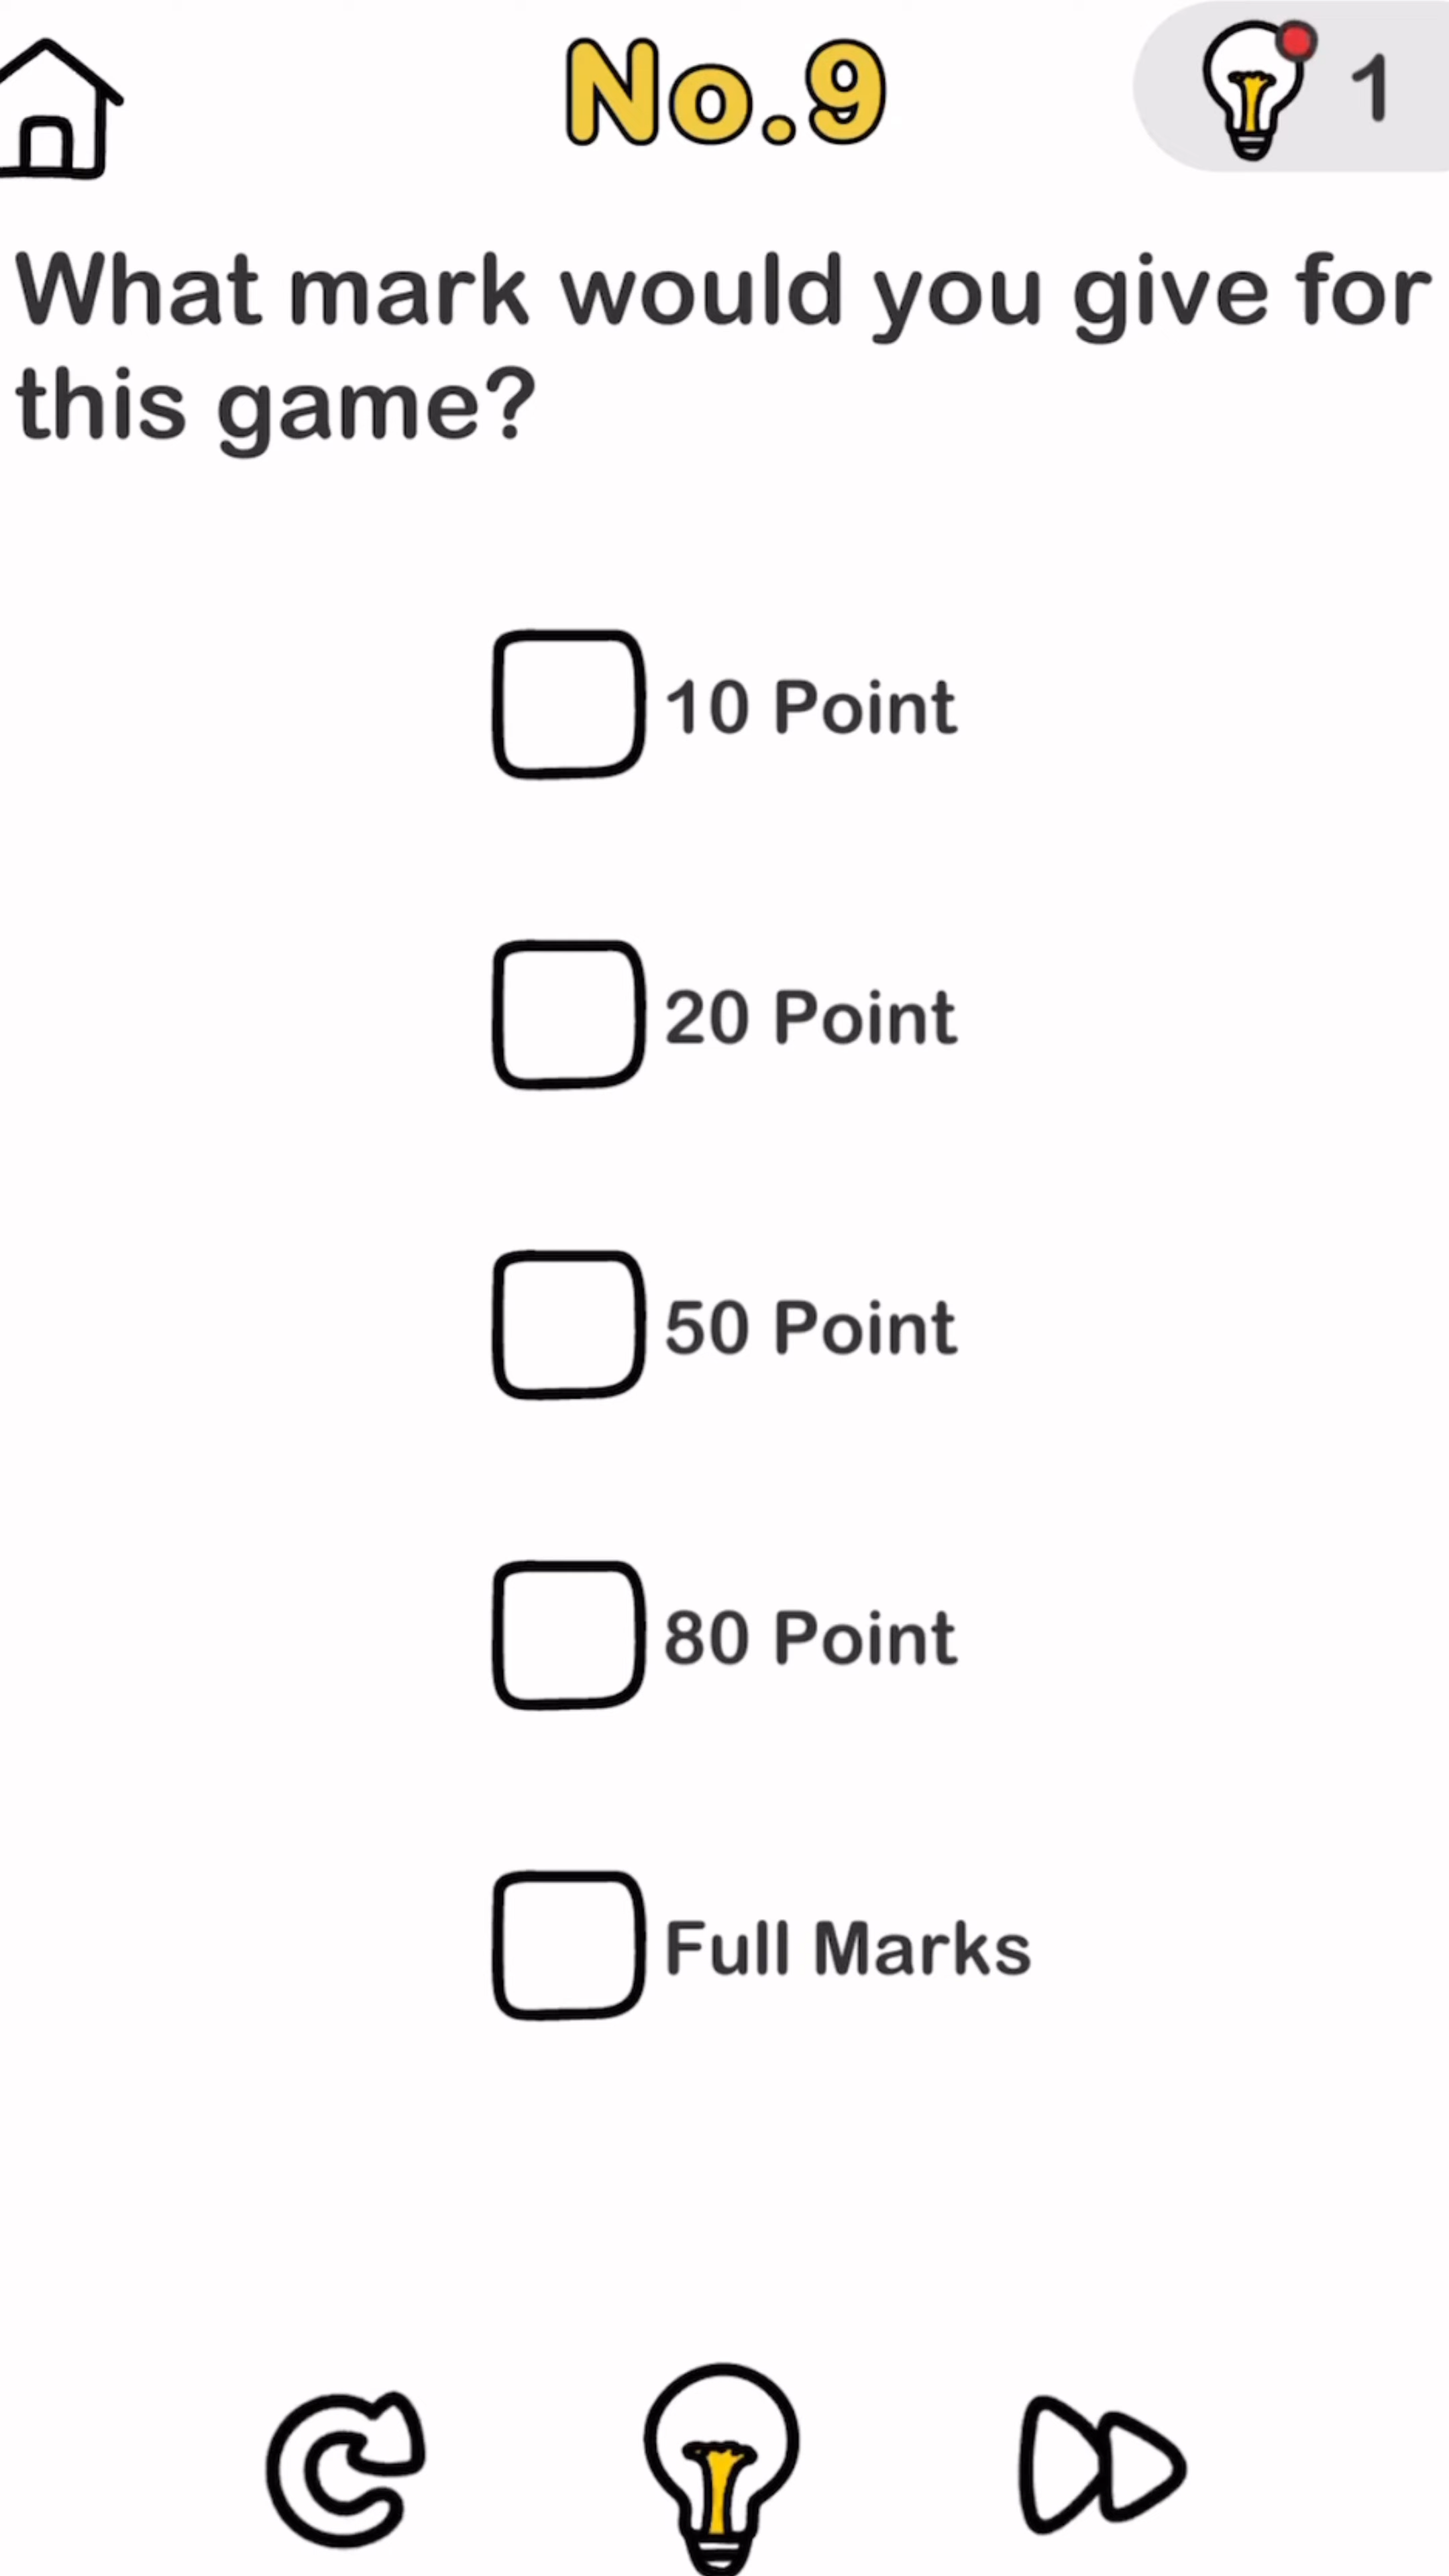 No.9
1
What mark would you give for
this game?
10 Point
20 Point
50 Point
80 Point
Full Marks